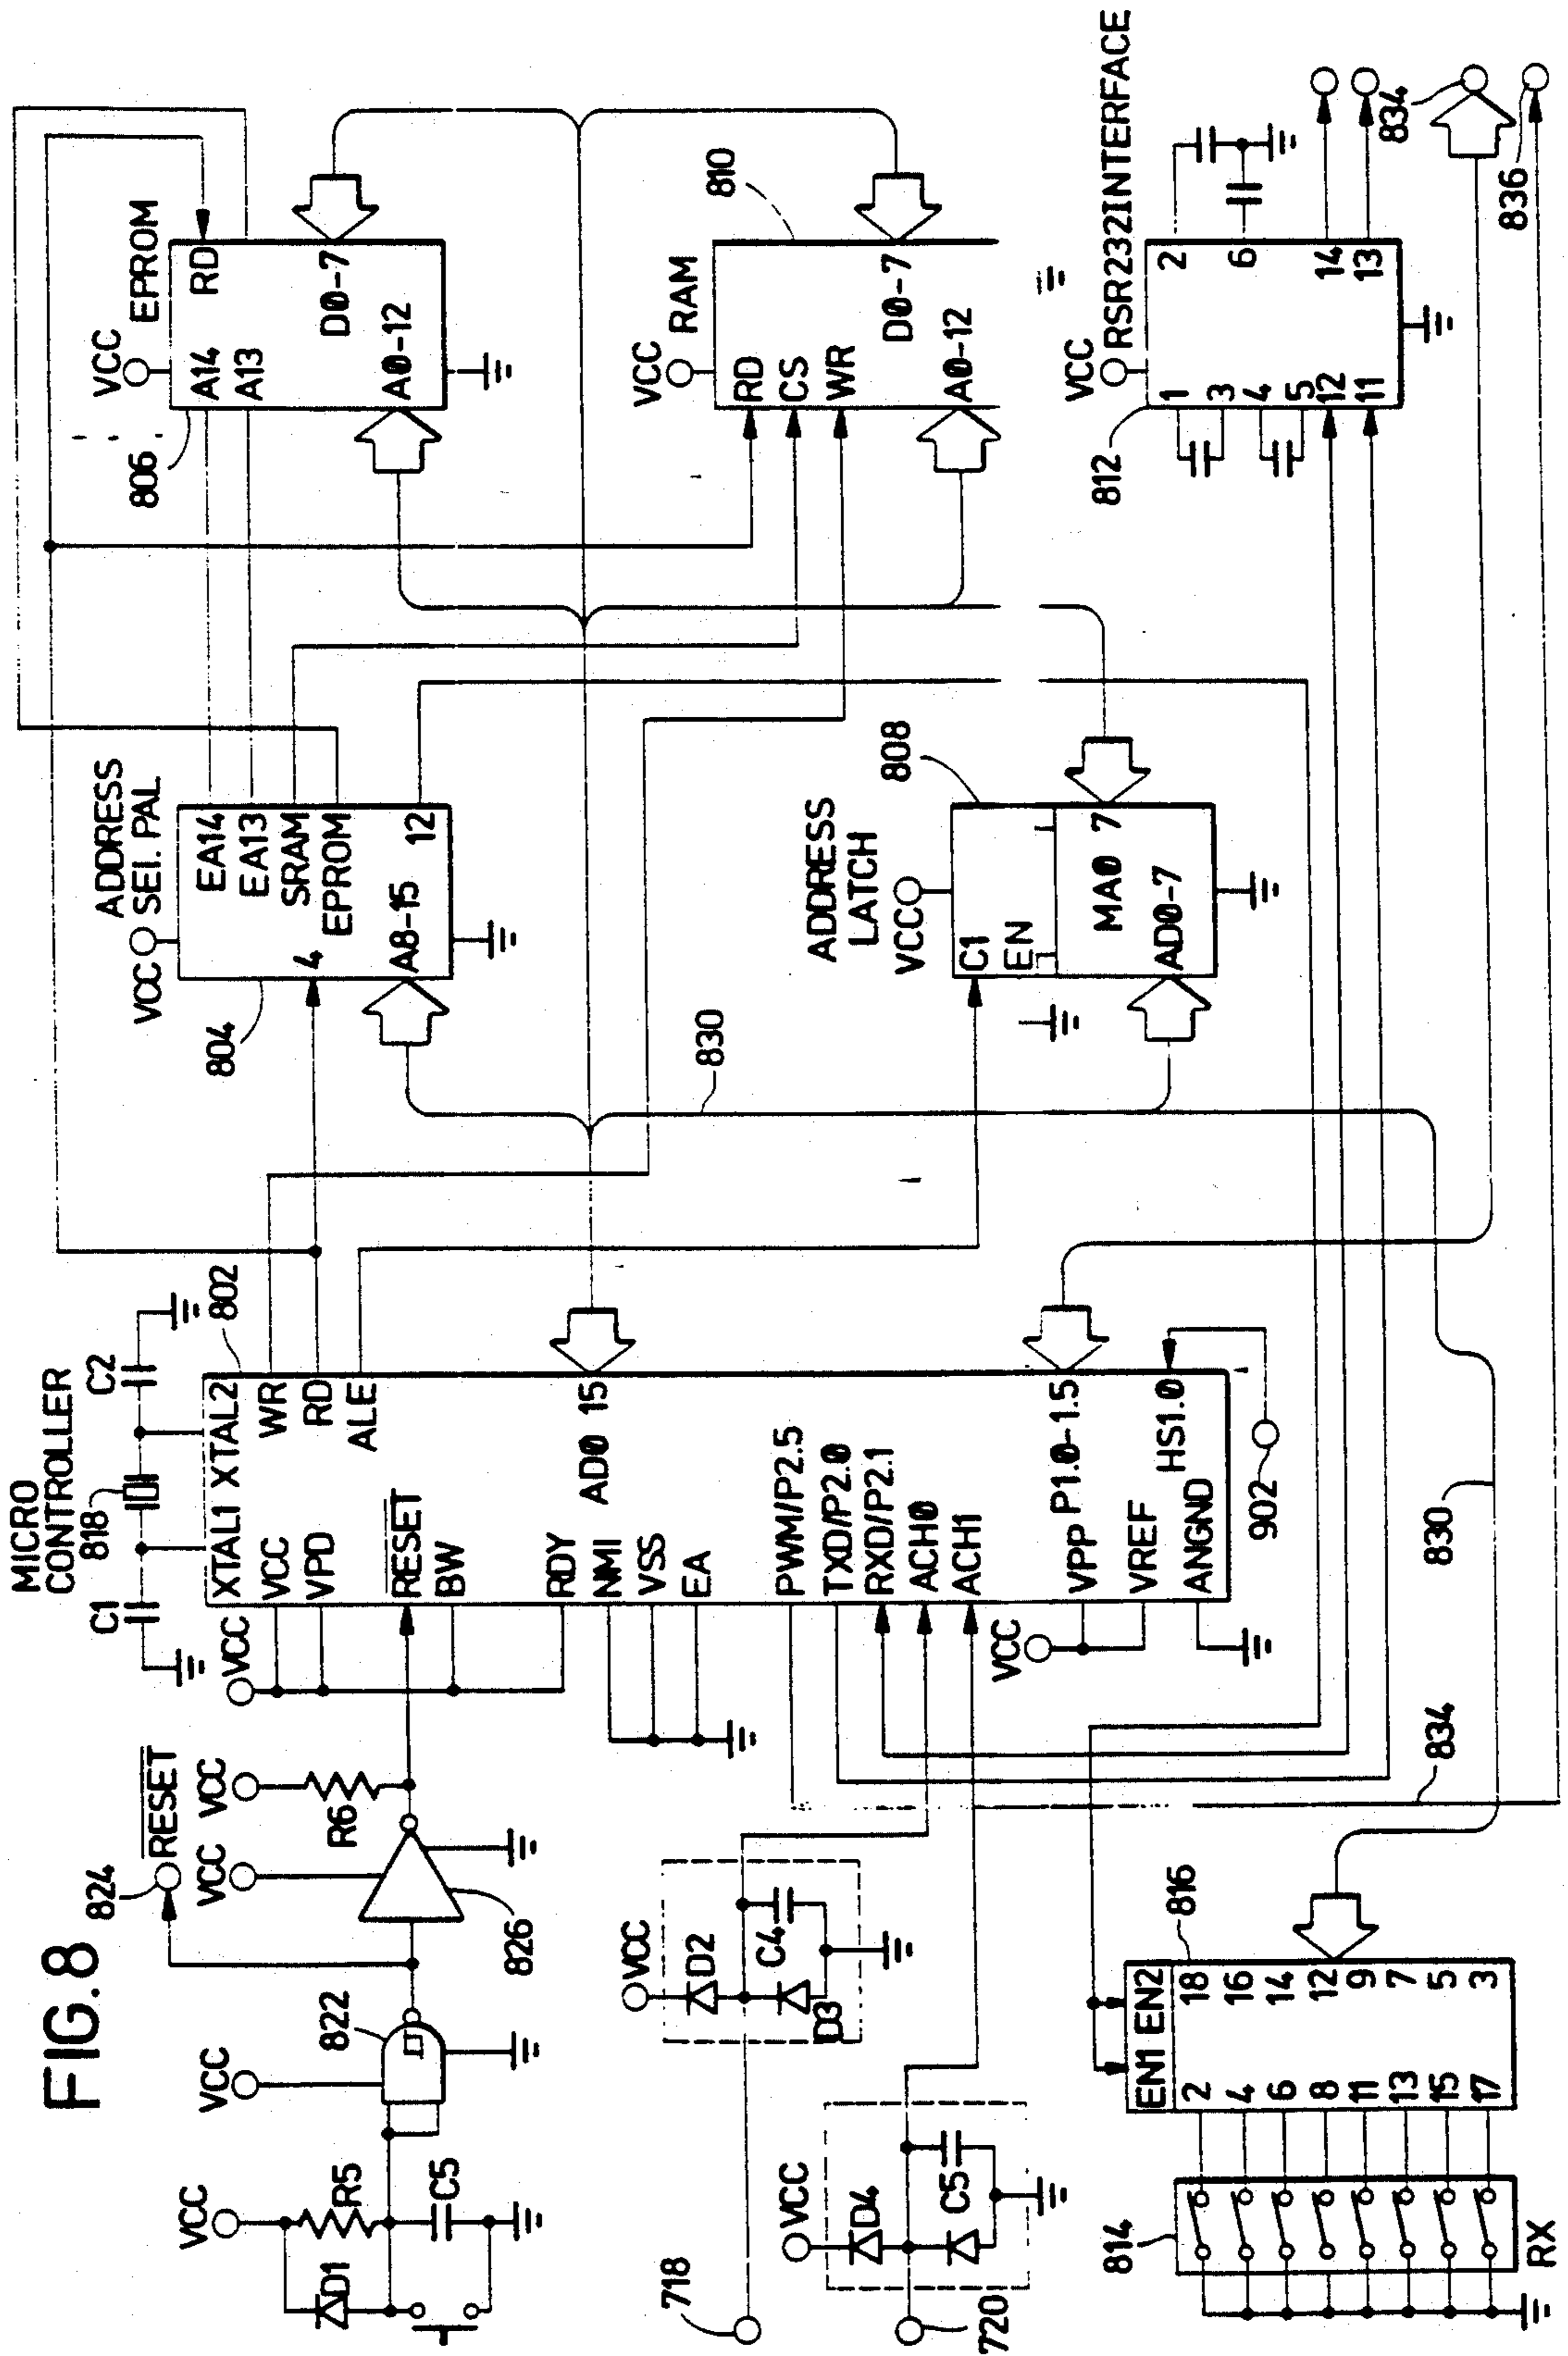 FIG.8
VCC
D1
R5
C5
VCC
822
824
RESET
VCC
826
VCC
R6
MICRO
CONTROLLER
C1
818
C2
802
VCC
XTAL1 XTAL2
VCC
VPD
RESET
BW
RDY
NMI
VSS
EA
PWM/P2.5
TXD/P2.0
RXD/P2.1
ACH0
ACH1
VPP
VREF
ANGND
WR
RD
ALE
AD0 15
P1.0-1.5
HS1.0
VCC
902
718
VCC
D2
C4
D3
720
VCC
D4
C5
814
RX
816
EN1 EN2
2
4
6
8
11
13
15
17
18
16
14
12
9
7
5
3
834
830
ADDRESS
SEL. PAL
VCC
804
4
A8-15
EA14
EA13
SRAM
EPROM
12
830
ADDRESS
LATCH
VCC
808
C1
EN
MA0 7
AD0-7
EPROM
VCC
806
A14
A13
A0-12
RD
D0-7
RAM
VCC
810
RD
CS
WR
A0-12
D0-7
RSR232INTERFACE
VCC
812
1
3
4
5
12
11
2
6
14
13
834
836